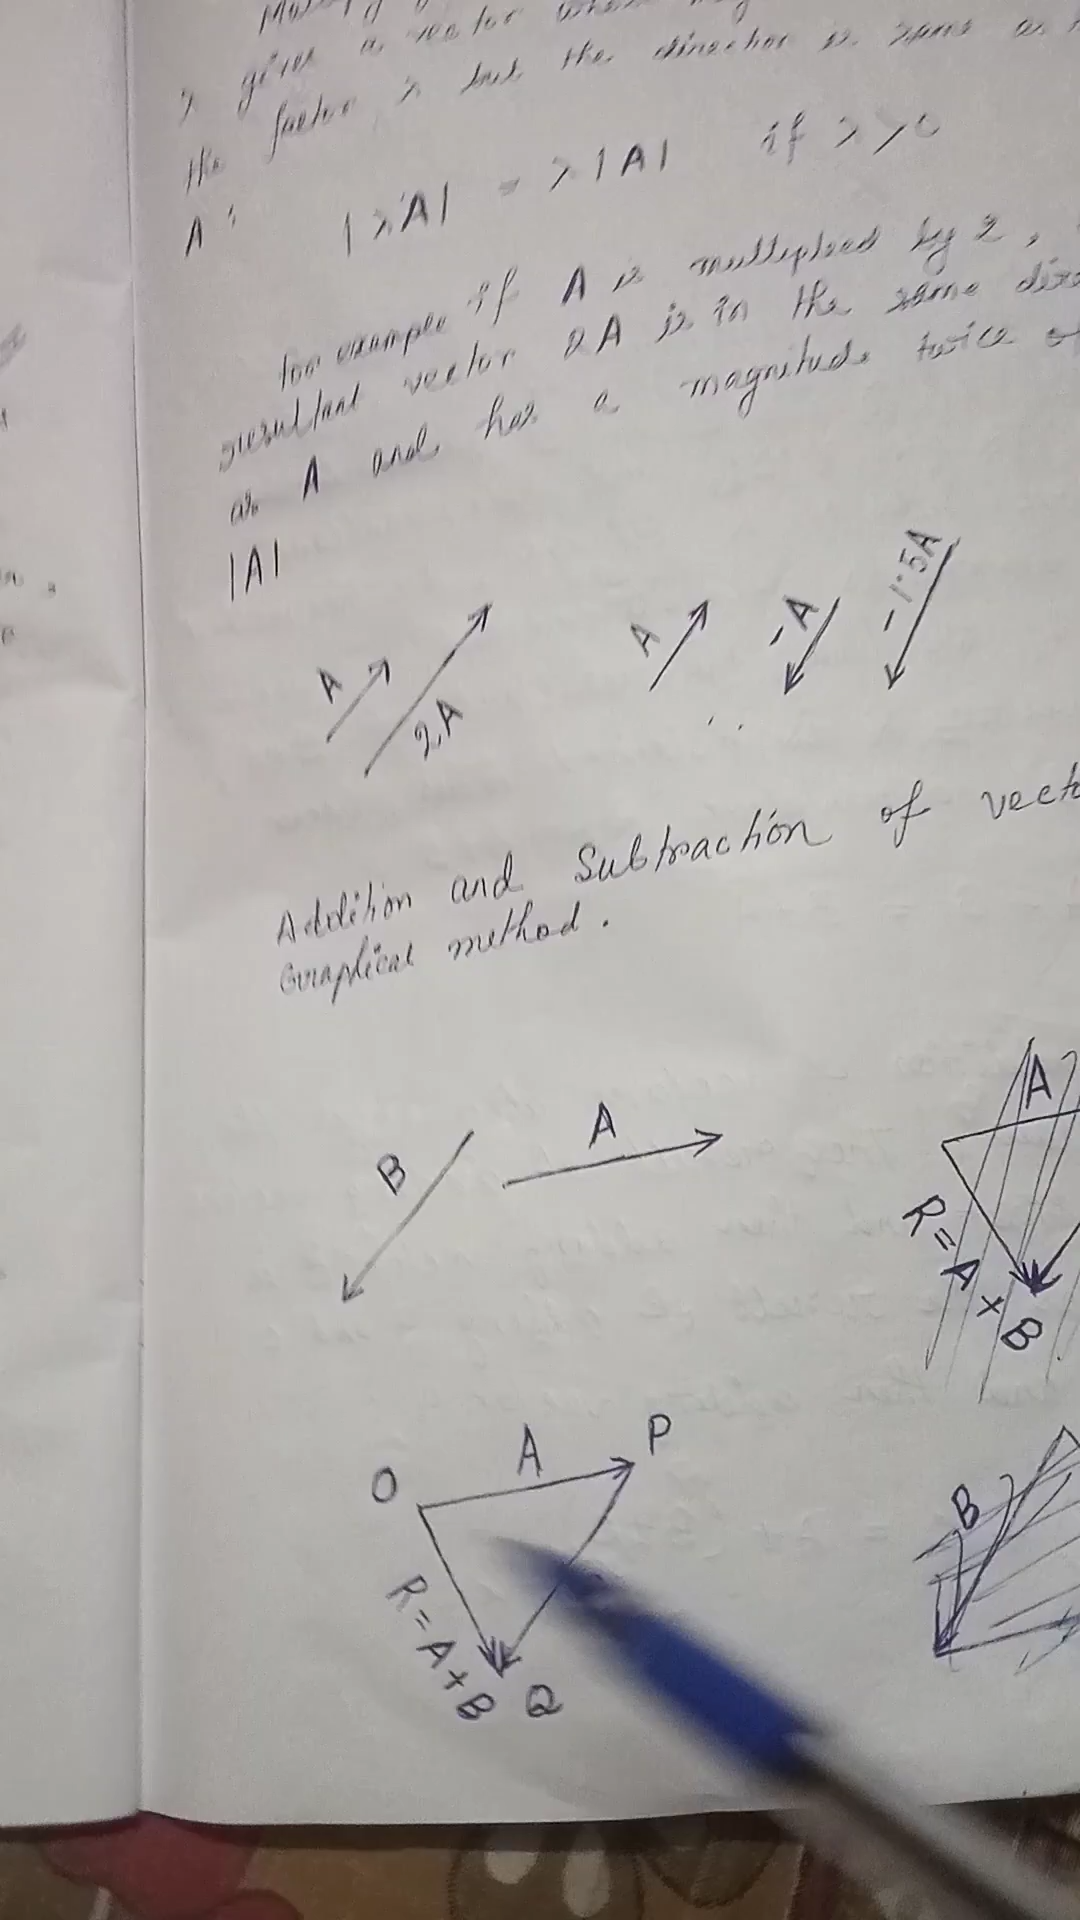 gives a vector whose
the factor λ but the direction is same as
A: |λA| = λ|A| if λ>0
for example if A is multiplied by 2,
resultant vector 2A is in the same dire
as A and has a magnitude twice of
|A|
A
2A
A
-A
-1.5A
Addition and Subtraction of vecto
Graphical method.
B
A
A
R=A+B
O
A
P
R=A+B
Q
B